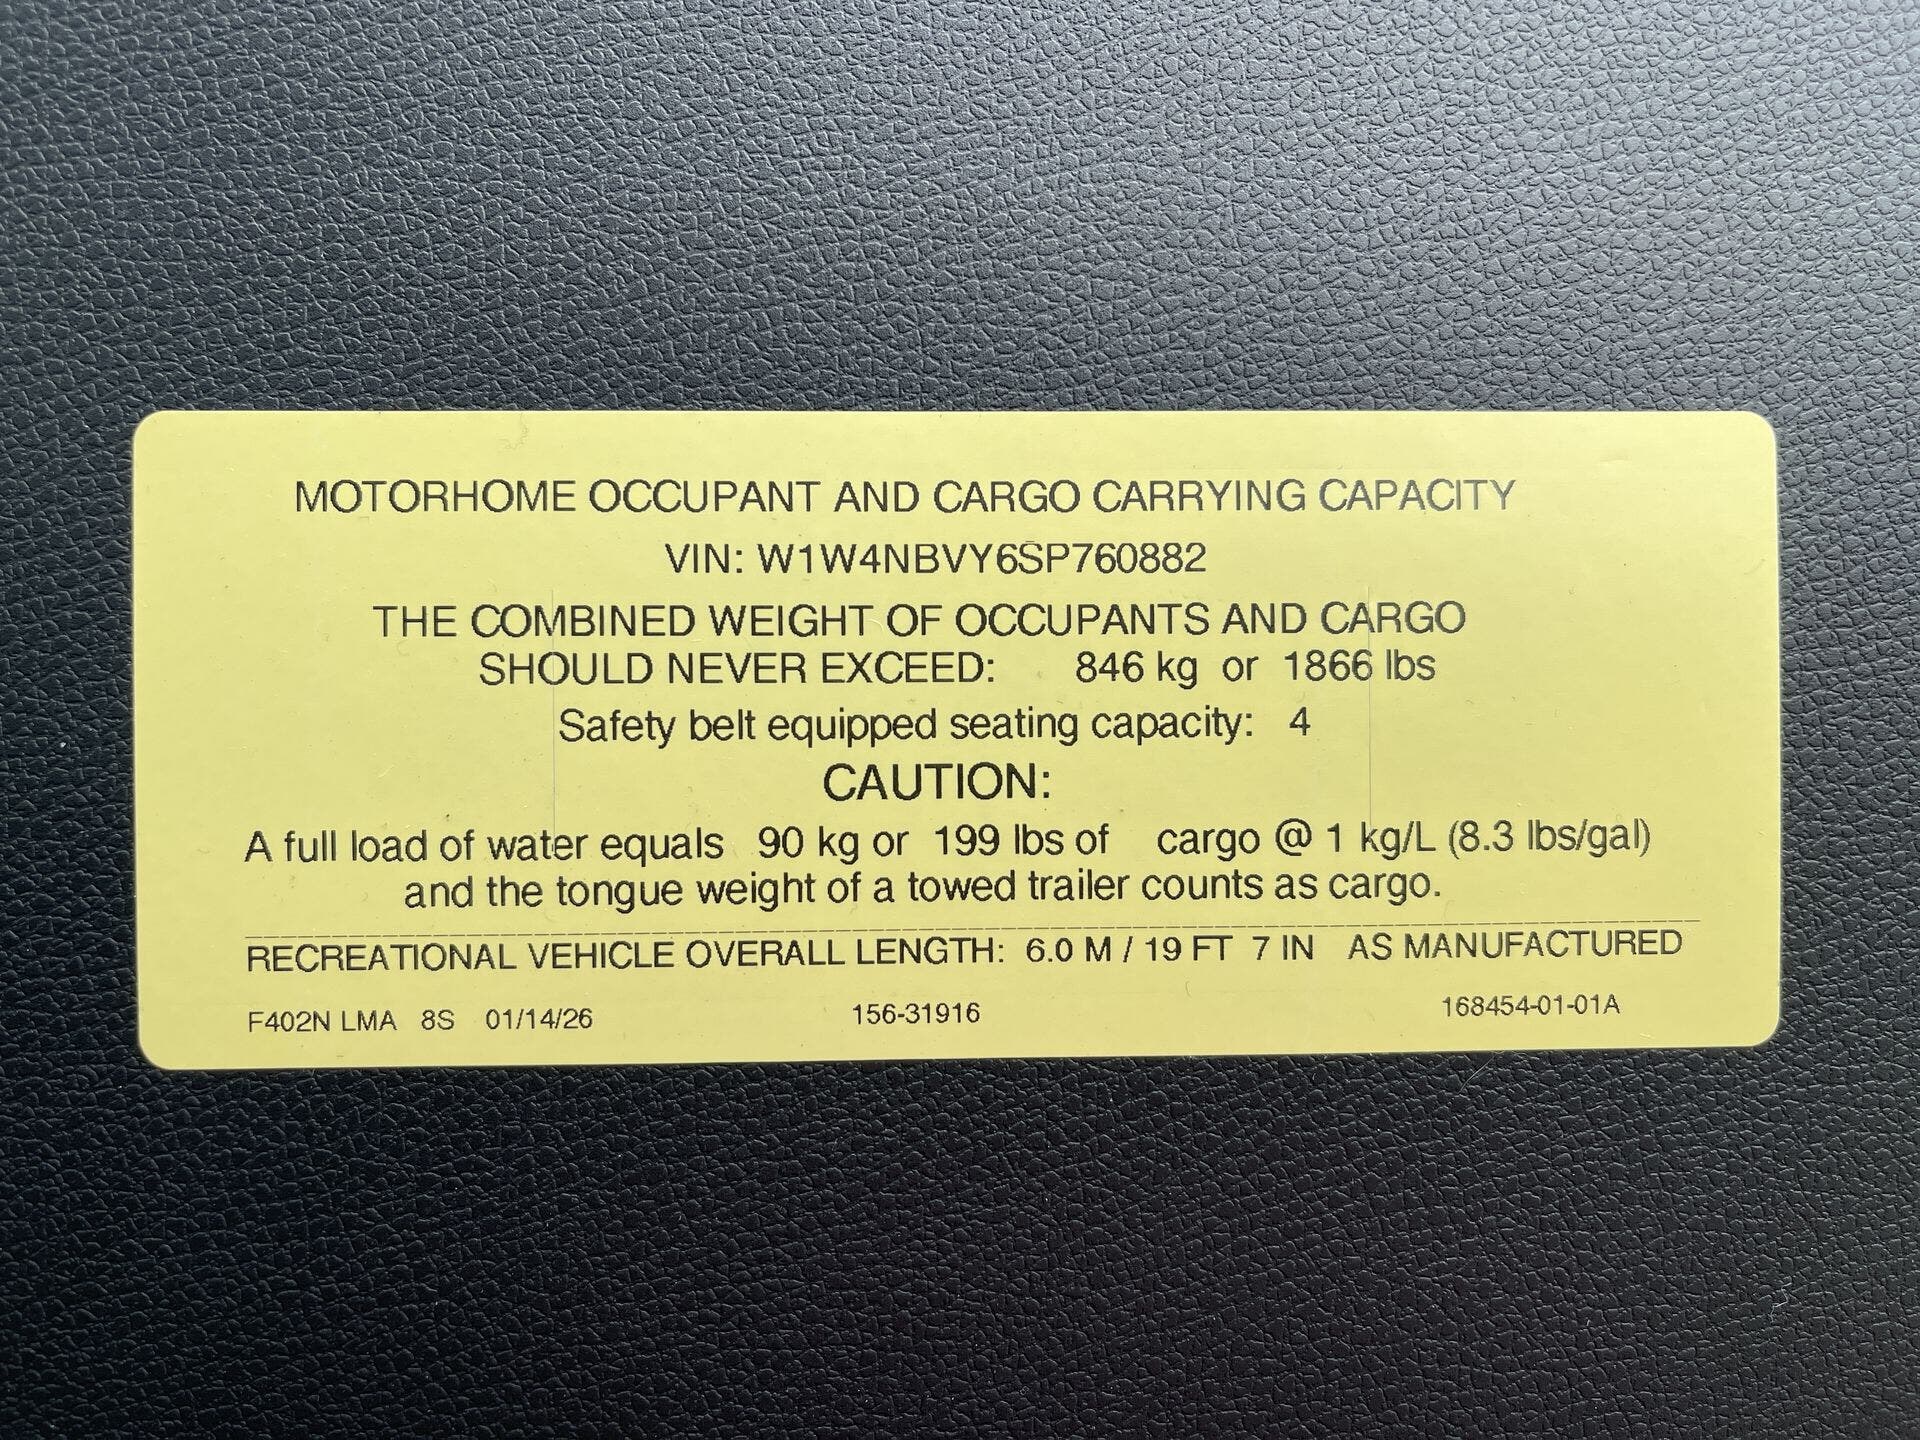 MOTORHOME OCCUPANT AND CARGO CARRYING CAPACITY
VIN: W1W4NBVY6SP760882
THE COMBINED WEIGHT OF OCCUPANTS AND CARGO
SHOULD NEVER EXCEED: 846 kg or 1866 lbs
Safety belt equipped seating capacity: 4
CAUTION:
A full load of water equals 90 kg or 199 lbs of cargo @ 1 kg/L (8.3 lbs/gal)
and the tongue weight of a towed trailer counts as cargo.
RECREATIONAL VEHICLE OVERALL LENGTH: 6.0 M / 19 FT 7 IN AS MANUFACTURED
F402N LMA 8S 01/14/26 156-31916 168454-01-01A